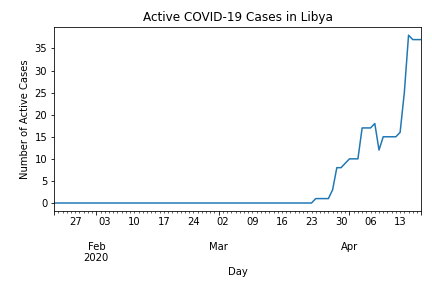 Active COVID-19 Cases in Libya
Number of Active Cases
35
30
25
20
15
10
5
0
27 03 10 17 24 02 09 16 23 30 06 13
Feb Mar Apr
2020
Day